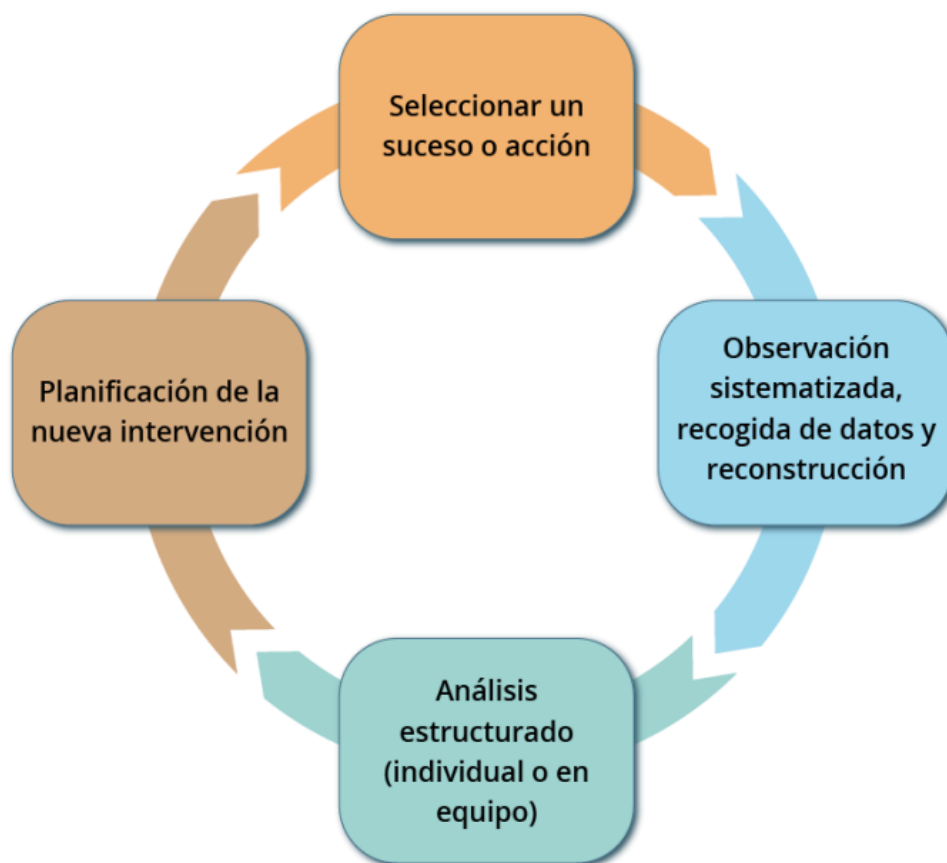 Seleccionar un
suceso o acción
Observación
sistematizada,
recogida de datos y
reconstrucción
Planificación de la
nueva intervención
Análisis
estructurado
(individual o en
equipo)